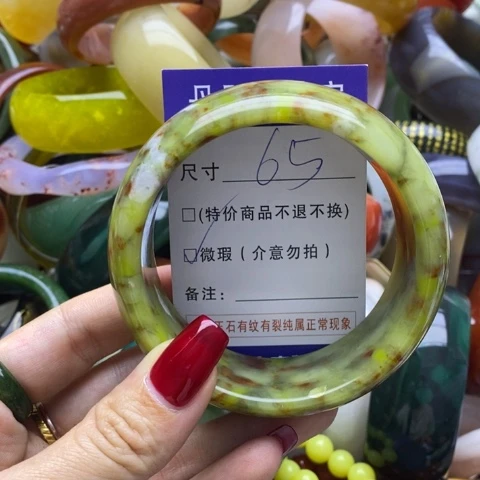 尺寸 65
□(特价商品不退不换)
☑微瑕（介意勿拍）
备注：
玉石有纹有裂纯属正常现象